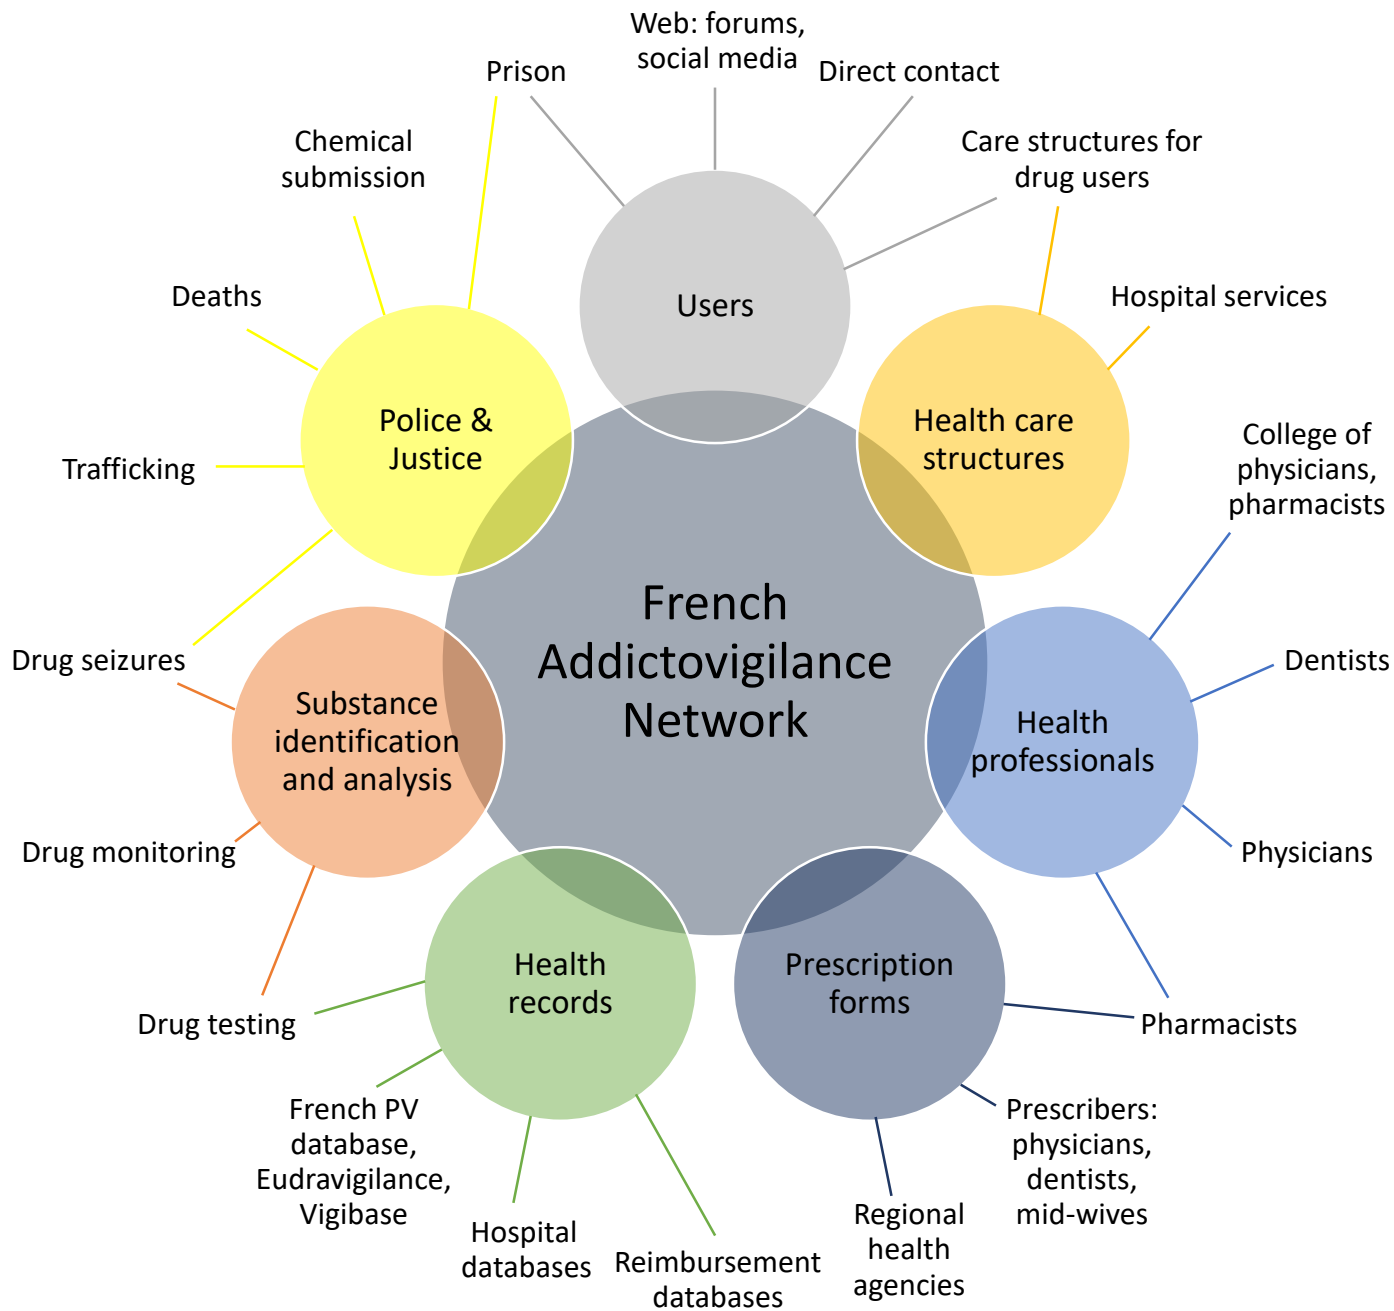 Web: forums,
social media
Prison
Direct contact
Chemical
submission
Care structures for
drug users
Deaths
Hospital services
Users
Police &
Justice
Health care
structures
College of
physicians,
pharmacists
Trafficking
French
Addictovigilance
Network
Drug seizures
Dentists
Substance
identification
and analysis
Health
professionals
Drug monitoring
Physicians
Health
records
Prescription
forms
Drug testing
Pharmacists
French PV
database,
Eudravigilance,
Vigibase
Prescribers:
physicians,
dentists,
mid-wives
Hospital
databases
Reimbursement
databases
Regional
health
agencies